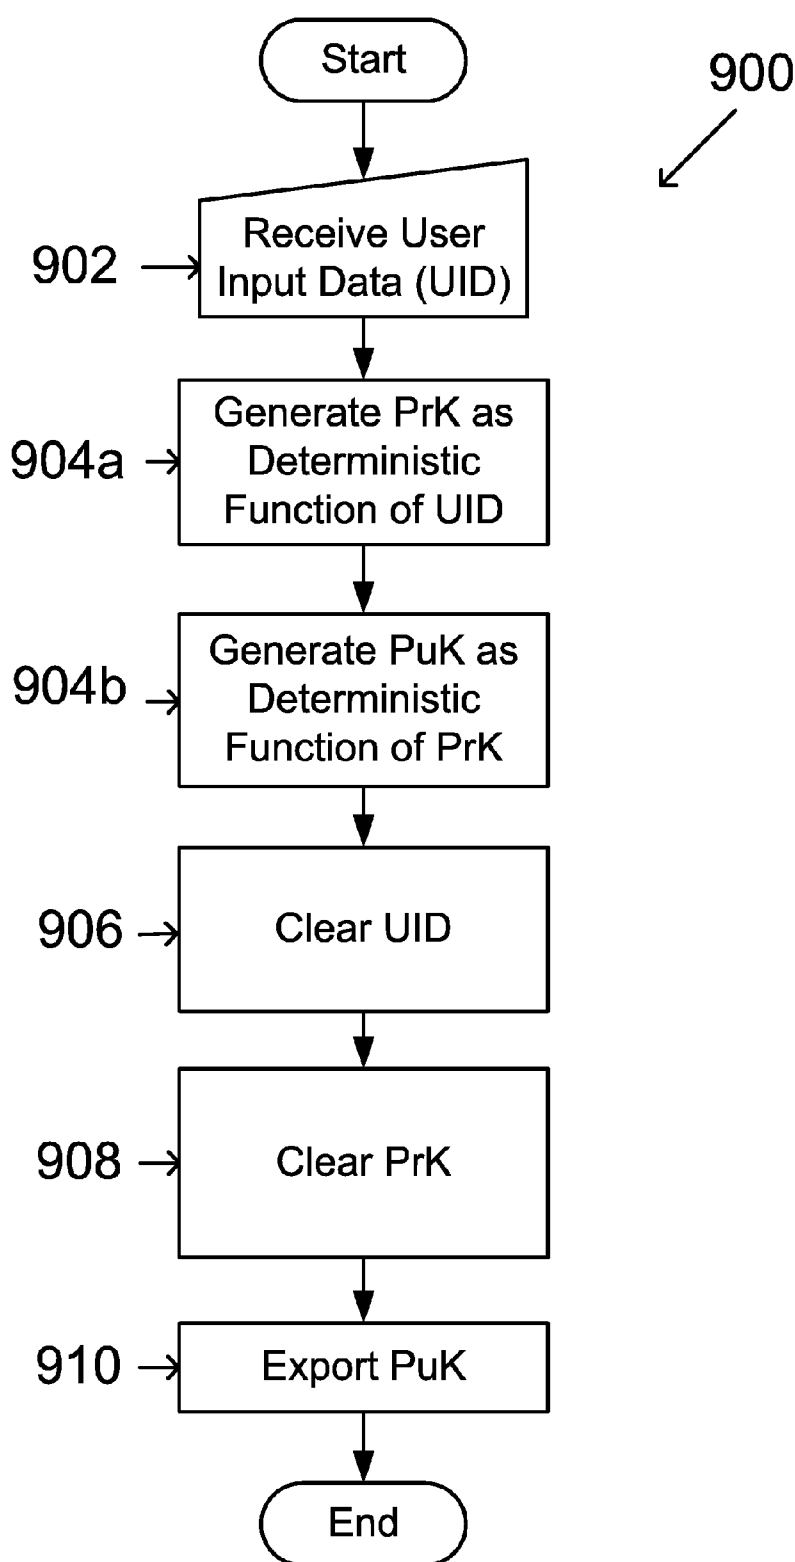 Start
900
902
Receive User
Input Data (UID)
904a
Generate PrK as
Deterministic
Function of UID
904b
Generate PuK as
Deterministic
Function of PrK
906
Clear UID
908
Clear PrK
910
Export PuK
End